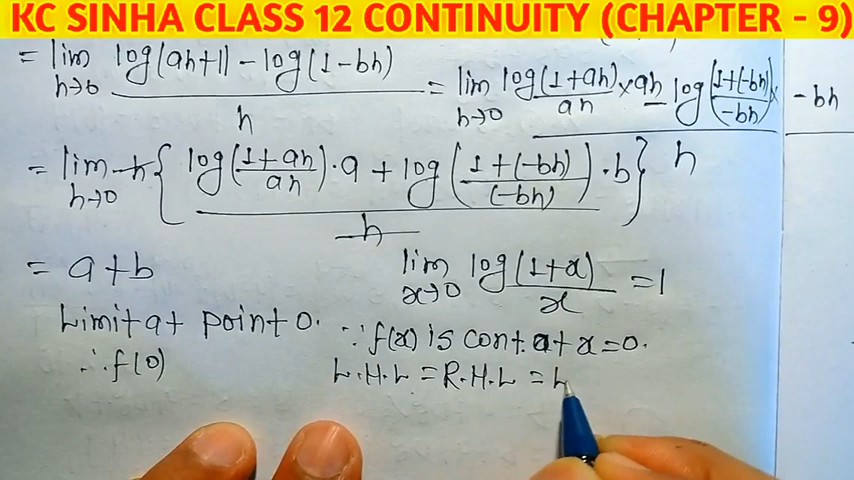 KC SINHA CLASS 12 CONTINUITY (CHAPTER - 9)
= lim h→0 log(ah+1) - log(1-bh) / h = lim h→0 log(1+ah)/ah × ah - log(1+(-bh))/(-bh) × -bh / h
= lim h→0 h{ log(1+ah)/ah · a + log(1+(-bh))/(-bh) · b } / h
= a+b lim x→0 log(1+x)/x = 1
Limit at point 0. ∵ f(x) is cont. at x=0.
∴ f(0) L.H.L = R.H.L = L